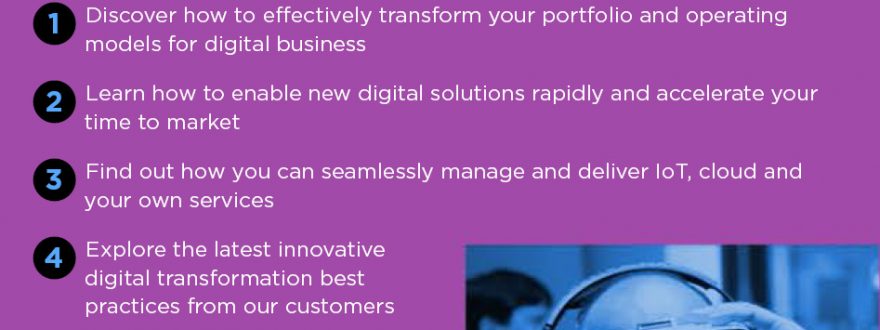 1 Discover how to effectively transform your portfolio and operating
models for digital business
2 Learn how to enable new digital solutions rapidly and accelerate your
time to market
3 Find out how you can seamlessly manage and deliver IoT, cloud and
your own services
4 Explore the latest innovative
digital transformation best
practices from our customers